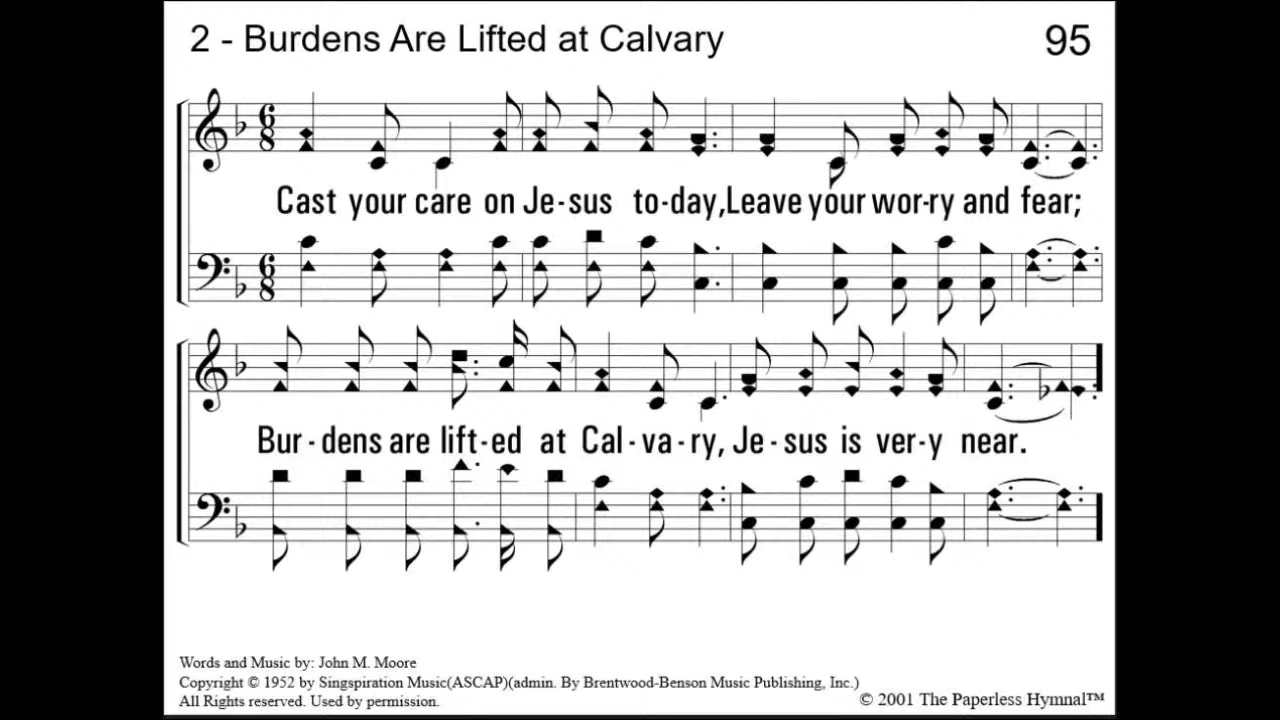 2 - Burdens Are Lifted at Calvary
95
Cast your care on Je-sus to-day, Leave your wor-ry and fear;
Bur-dens are lift-ed at Cal-va-ry, Je-sus is ver-y near.
Words and Music by: John M. Moore
Copyright © 1952 by Singspiration Music(ASCAP)(admin. By Brentwood-Benson Music Publishing, Inc.)
All Rights reserved. Used by permission.
© 2001 The Paperless Hymnal™